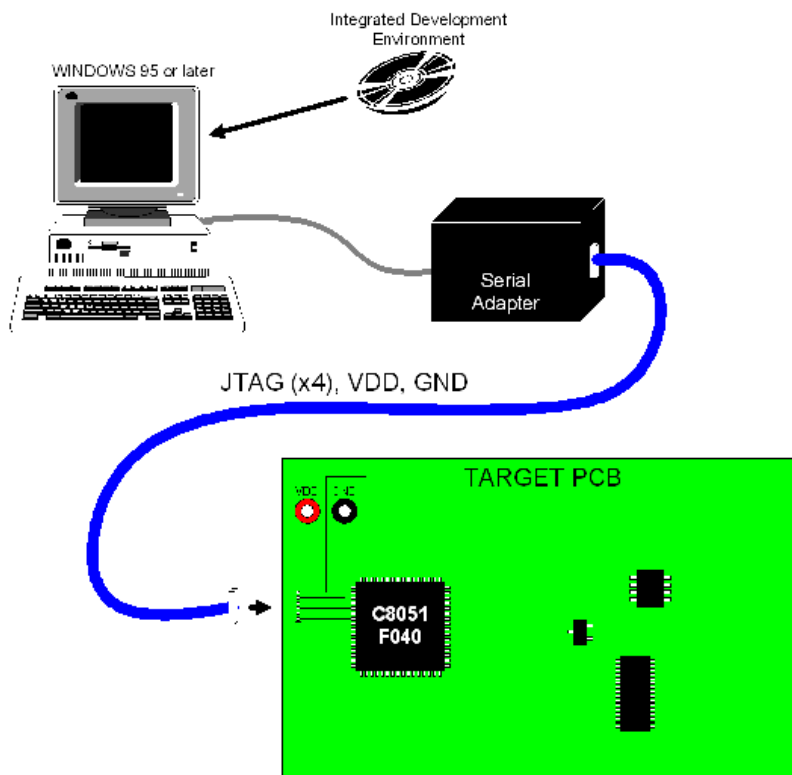 Integrated Development
Environment
WINDOWS 95 or later
Serial
Adapter
JTAG (x4), VDD, GND
TARGET PCB
VDD
GND
C8051
F040